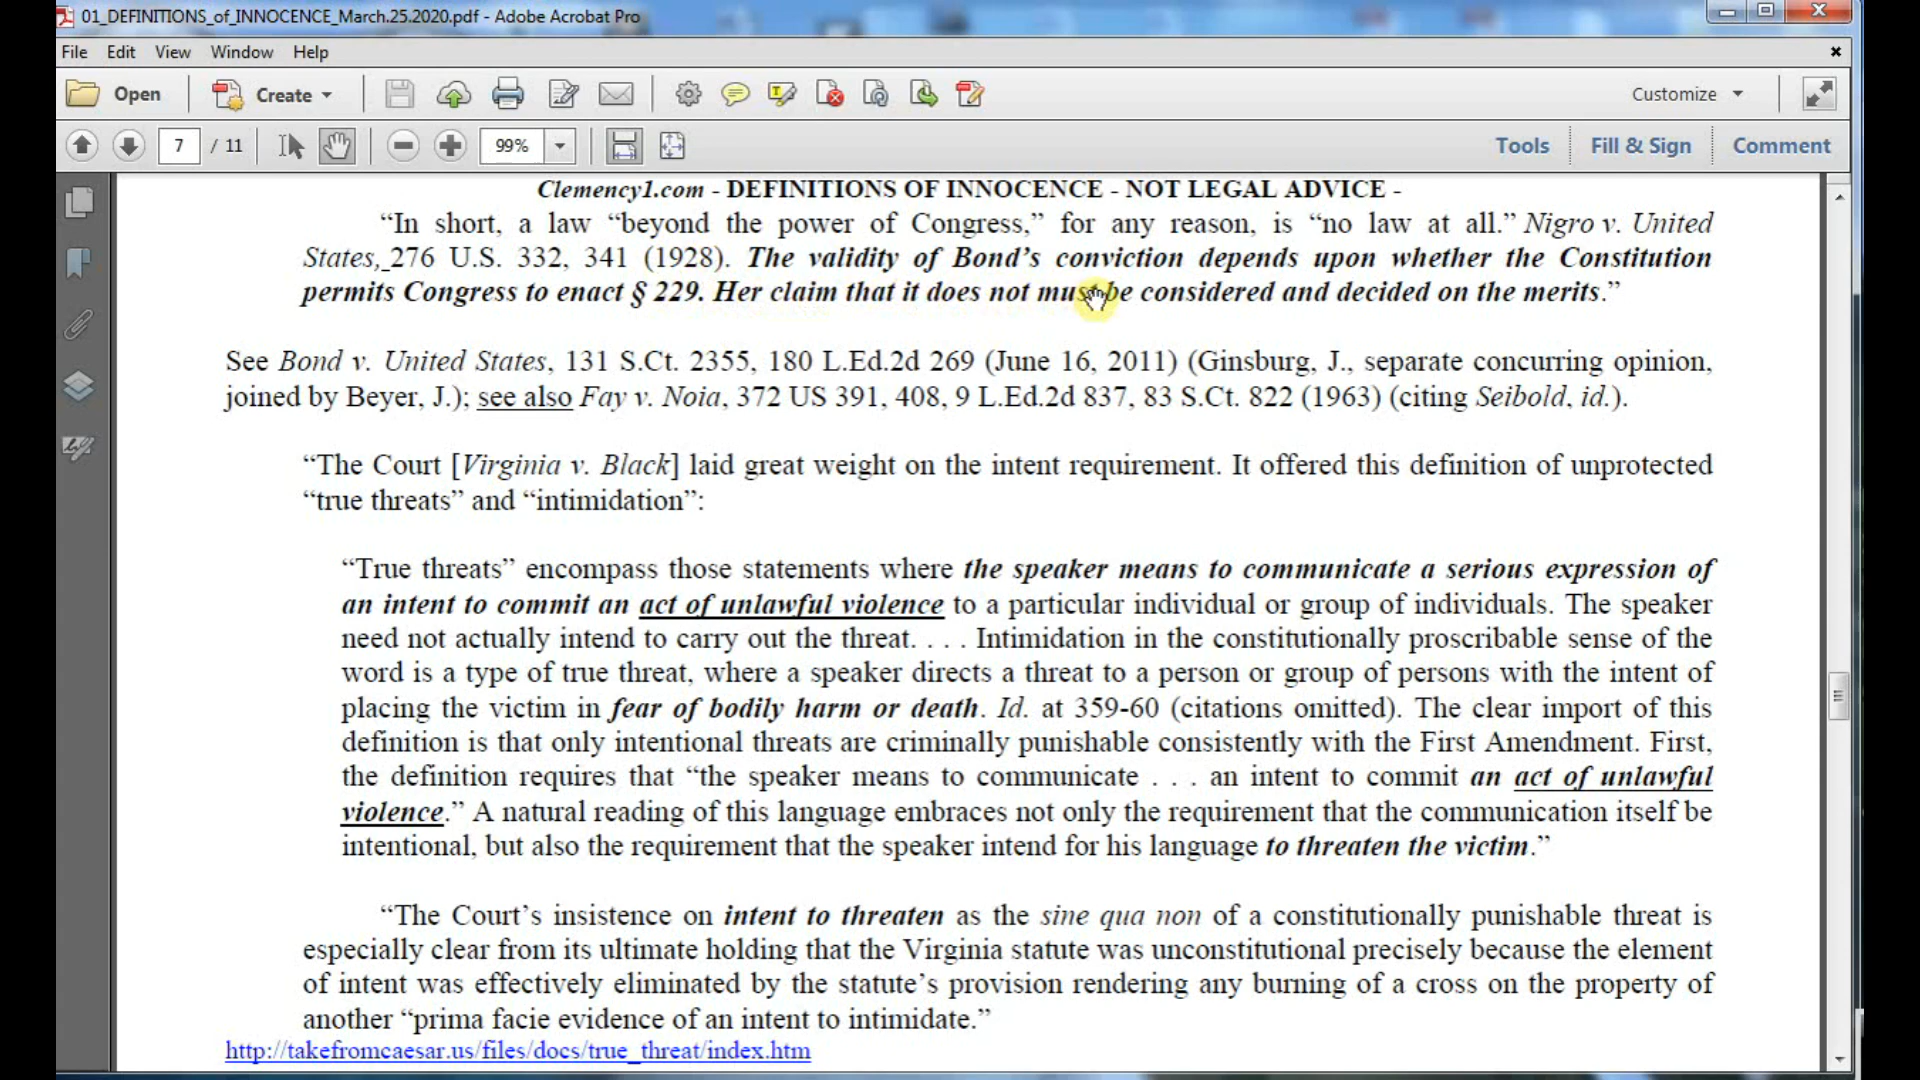 01_DEFINITIONS_of_INNOCENCE_March.25.2020.pdf - Adobe Acrobat Pro
File Edit View Window Help
Open Create Customize
7 / 11 99% Tools Fill & Sign Comment
Clemency1.com - DEFINITIONS OF INNOCENCE - NOT LEGAL ADVICE -
“In short, a law “beyond the power of Congress,” for any reason, is “no law at all.” Nigro v. United
States, 276 U.S. 332, 341 (1928). The validity of Bond’s conviction depends upon whether the Constitution
permits Congress to enact § 229. Her claim that it does not must be considered and decided on the merits.”
See Bond v. United States, 131 S.Ct. 2355, 180 L.Ed.2d 269 (June 16, 2011) (Ginsburg, J., separate concurring opinion,
joined by Beyer, J.); see also Fay v. Noia, 372 US 391, 408, 9 L.Ed.2d 837, 83 S.Ct. 822 (1963) (citing Seibold, id.).
“The Court [Virginia v. Black] laid great weight on the intent requirement. It offered this definition of unprotected
“true threats” and “intimidation”:
“True threats” encompass those statements where the speaker means to communicate a serious expression of
an intent to commit an act of unlawful violence to a particular individual or group of individuals. The speaker
need not actually intend to carry out the threat. . . . Intimidation in the constitutionally proscribable sense of the
word is a type of true threat, where a speaker directs a threat to a person or group of persons with the intent of
placing the victim in fear of bodily harm or death. Id. at 359-60 (citations omitted). The clear import of this
definition is that only intentional threats are criminally punishable consistently with the First Amendment. First,
the definition requires that “the speaker means to communicate . . . an intent to commit an act of unlawful
violence.” A natural reading of this language embraces not only the requirement that the communication itself be
intentional, but also the requirement that the speaker intend for his language to threaten the victim.”
“The Court’s insistence on intent to threaten as the sine qua non of a constitutionally punishable threat is
especially clear from its ultimate holding that the Virginia statute was unconstitutional precisely because the element
of intent was effectively eliminated by the statute’s provision rendering any burning of a cross on the property of
another “prima facie evidence of an intent to intimidate.”
http://takefromcaesar.us/files/docs/true_threat/index.htm